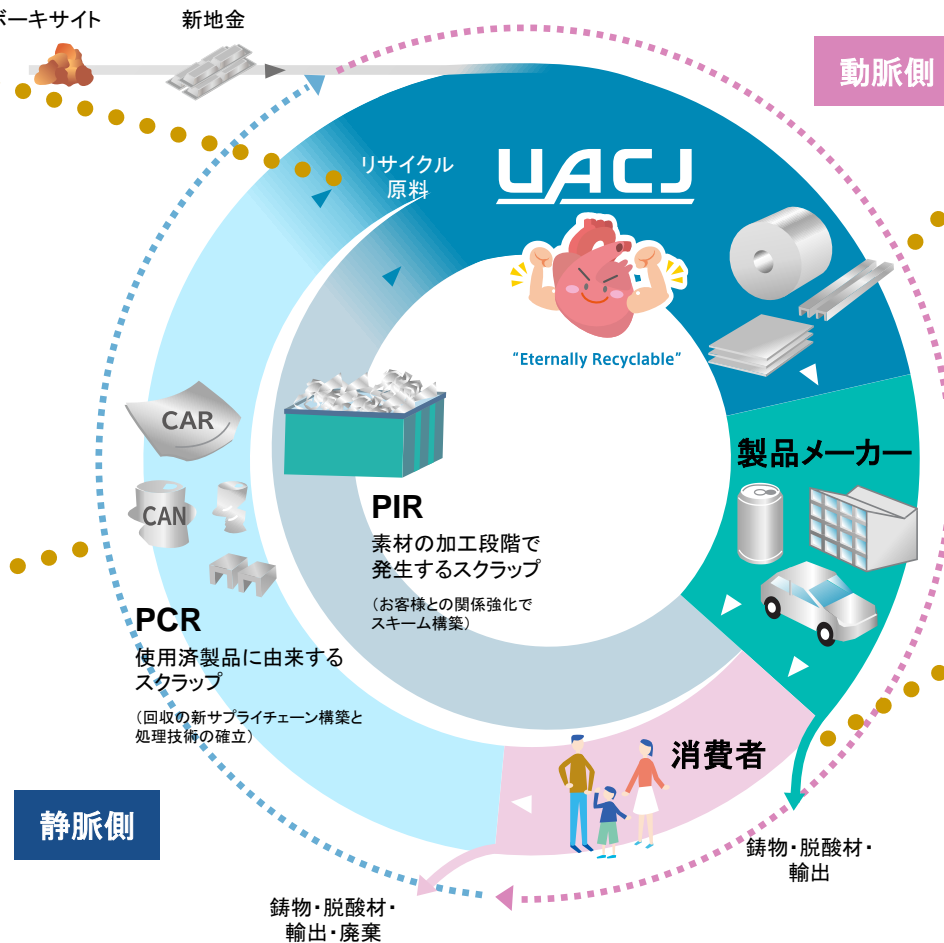 ボーキサイト
新地金
動脈側
リサイクル
原料
UACJ
"Eternally Recyclable"
CAR
CAN
製品メーカー
PIR
素材の加工段階で
発生するスクラップ
（お客様との関係強化で
スキーム構築）
PCR
使用済製品に由来する
スクラップ
（回収の新サプライチェーン構築と
処理技術の確立）
消費者
静脈側
鋳物・脱酸材・
輸出
鋳物・脱酸材・
輸出・廃棄